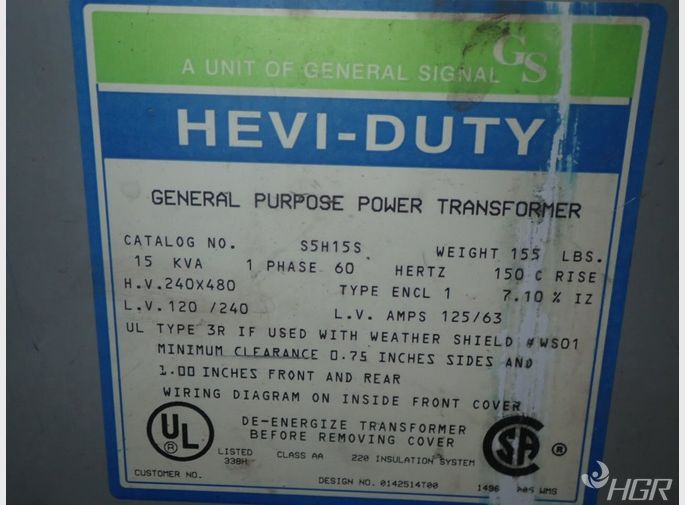 GS
A UNIT OF GENERAL SIGNAL
HEVI-DUTY
GENERAL PURPOSE POWER TRANSFORMER
CATALOG NO. S5H15S WEIGHT 155 LBS.
15 KVA 1 PHASE 60 HERTZ 150 C RISE
H.V.240X480 TYPE ENCL 1 7.10 % IZ
L.V.120 /240 L.V. AMPS 125/63
UL TYPE 3R IF USED WITH WEATHER SHIELD #WS01
MINIMUM CLEARANCE 0.75 INCHES SIDES AND
1.00 INCHES FRONT AND REAR
WIRING DIAGRAM ON INSIDE FRONT COVER
UL ® DE-ENERGIZE TRANSFORMER SA ®
BEFORE REMOVING COVER
LISTED
338H CLASS AA 220 INSULATION SYSTEM
CUSTOMER NO. DESIGN NO. 0142514T00 1496 WMS
HGR